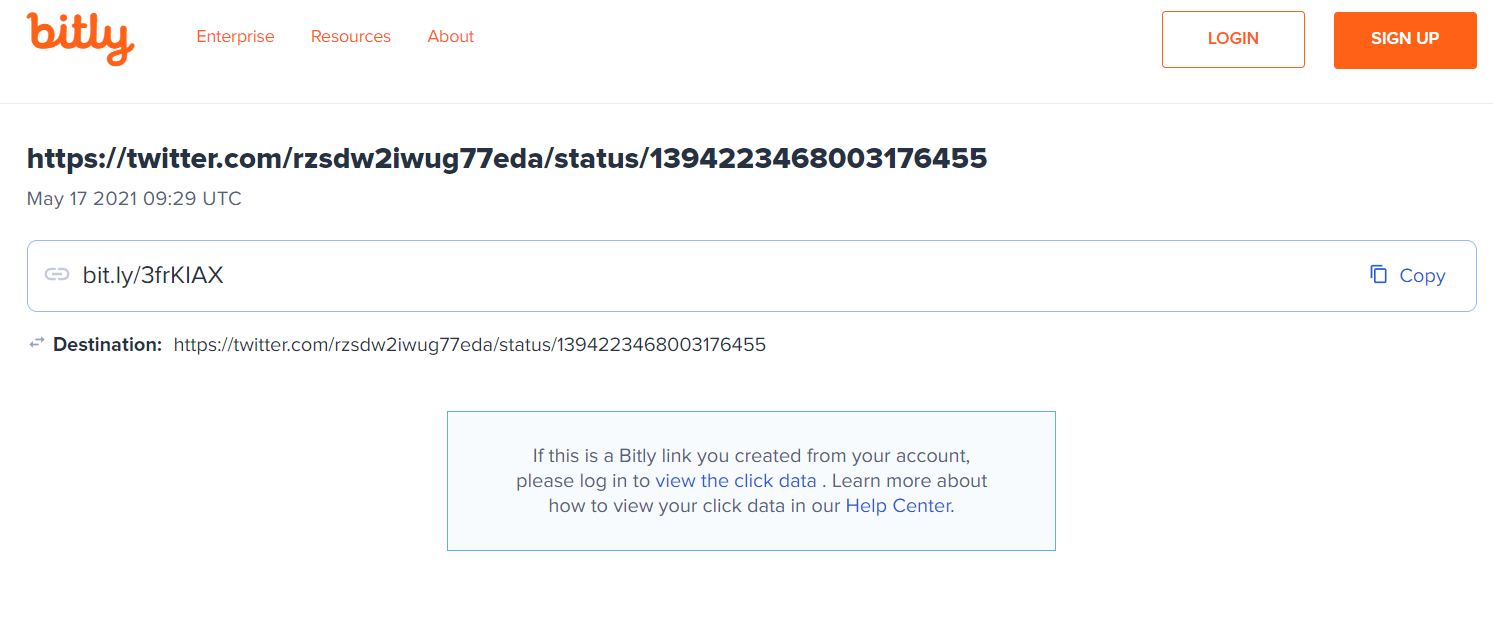 bitly Enterprise Resources About LOGIN SIGN UP
https://twitter.com/rzsdw2iwug77eda/status/1394223468003176455
May 17 2021 09:29 UTC
bit.ly/3frKIAX Copy
Destination: https://twitter.com/rzsdw2iwug77eda/status/1394223468003176455
If this is a Bitly link you created from your account,
please log in to view the click data . Learn more about
how to view your click data in our Help Center.